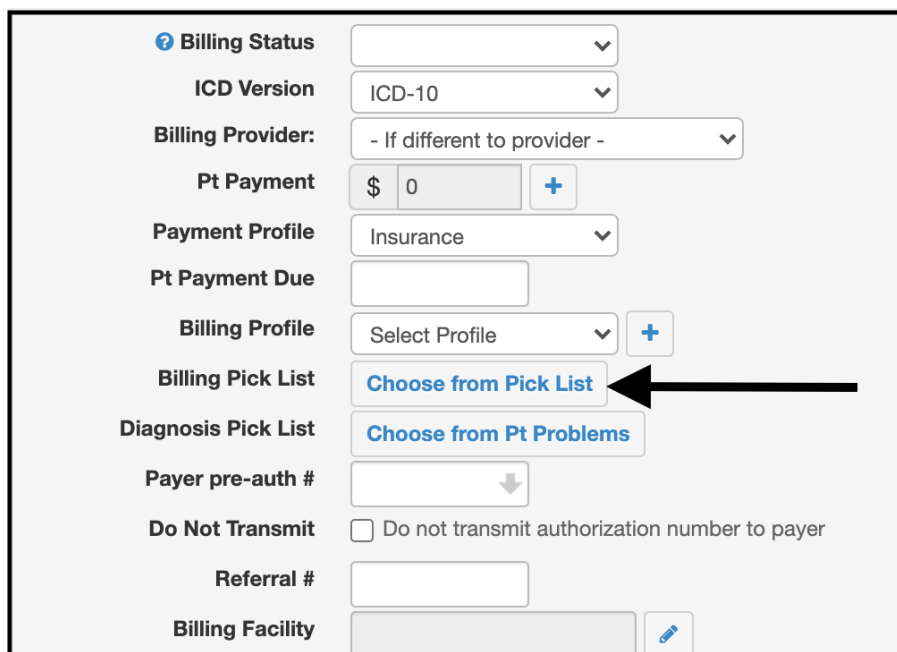 ? Billing Status
ICD Version ICD-10
Billing Provider: - If different to provider -
Pt Payment $ 0 +
Payment Profile Insurance
Pt Payment Due
Billing Profile Select Profile +
Billing Pick List Choose from Pick List
Diagnosis Pick List Choose from Pt Problems
Payer pre-auth #
Do Not Transmit Do not transmit authorization number to payer
Referral #
Billing Facility